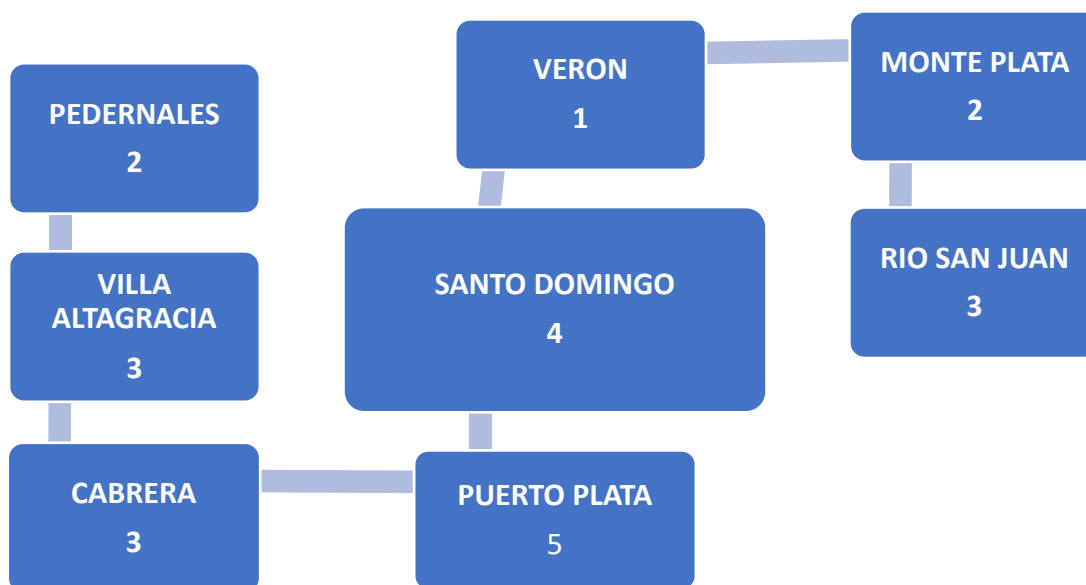 PEDERNALES
2
VILLA
ALTAGRACIA
3
CABRERA
3
PUERTO PLATA
5
SANTO DOMINGO
4
VERON
1
MONTE PLATA
2
RIO SAN JUAN
3